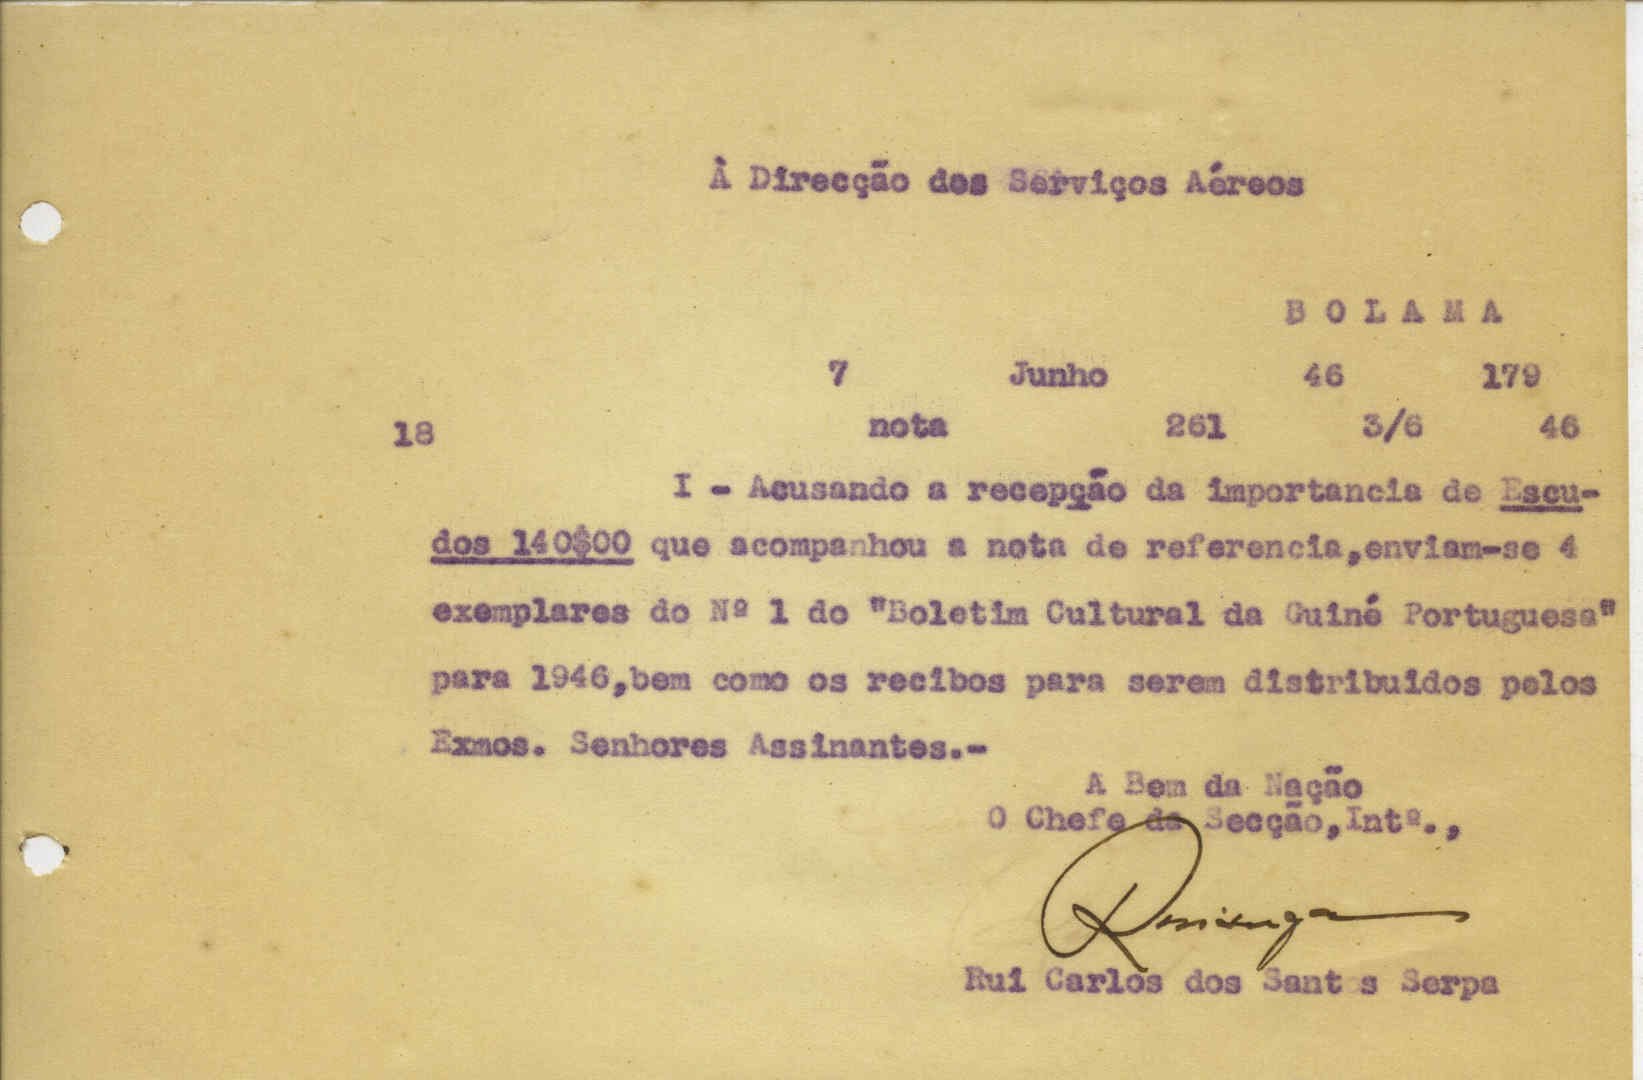 À Direcção dos Serviços Aéreos
B O L A M A
7 Junho 46 179
18 nota 261 3/6 46
I - Acusando a recepção da importancia de Escu-
dos 140$00 que acompanhou a nota de referencia,enviam-se 4
exemplares do Nº 1 do "Boletim Cultural da Guiné Portuguesa"
para 1946,bem como os recibos para serem distribuidos pelos
Exmos. Senhores Assinantes.-
A Bem da Nação
O Chefe da Secção,Intº.,
Rui Carlos dos Santos Serpa